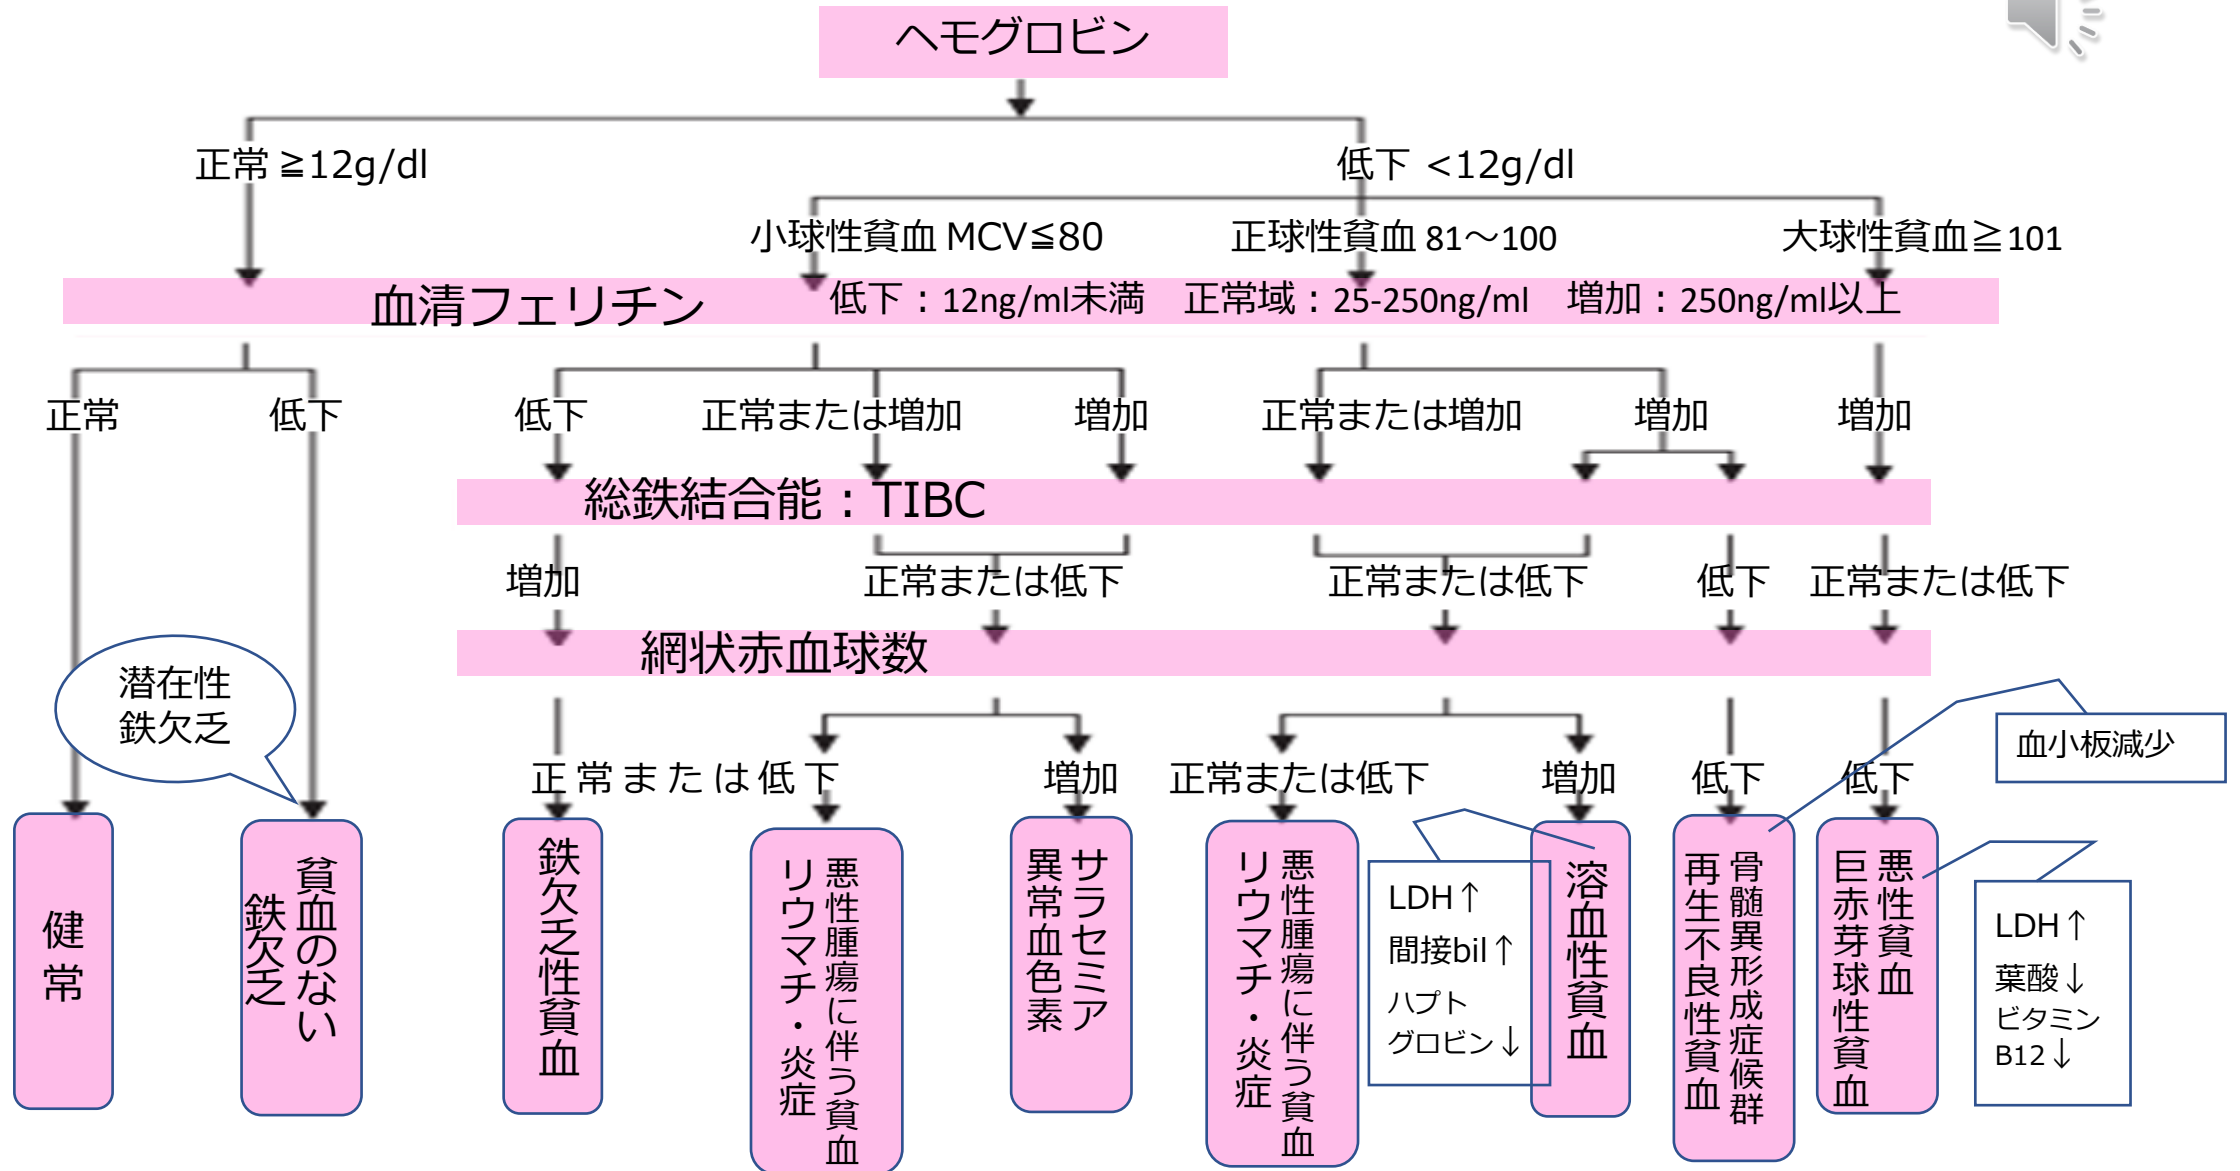 ヘモグロビン
正常 ≧12g/dl
低下 <12g/dl
小球性貧血 MCV≦80
正球性貧血 81～100
大球性貧血≧101
血清フェリチン
低下：12ng/ml未満 正常域：25-250ng/ml 増加：250ng/ml以上
正常
低下
低下
正常または増加
増加
正常または増加
増加
増加
総鉄結合能：TIBC
増加
正常または低下
正常または低下
低下
正常または低下
網状赤血球数
潜在性
鉄欠乏
血小板減少
正常または低下
増加
正常または低下
増加
低下
低下
健常
貧血のない
鉄欠乏
鉄欠乏性貧血
悪性腫瘍に伴う貧血
リウマチ・炎症
サラセミア
異常血色素
悪性腫瘍に伴う貧血
リウマチ・炎症
LDH↑
間接bil↑
ハプト
グロビン↓
溶血性貧血
骨髄異形成症候群
再生不良性貧血
悪性貧血
巨赤芽球性貧血
LDH↑
葉酸↓
ビタミン
B12↓